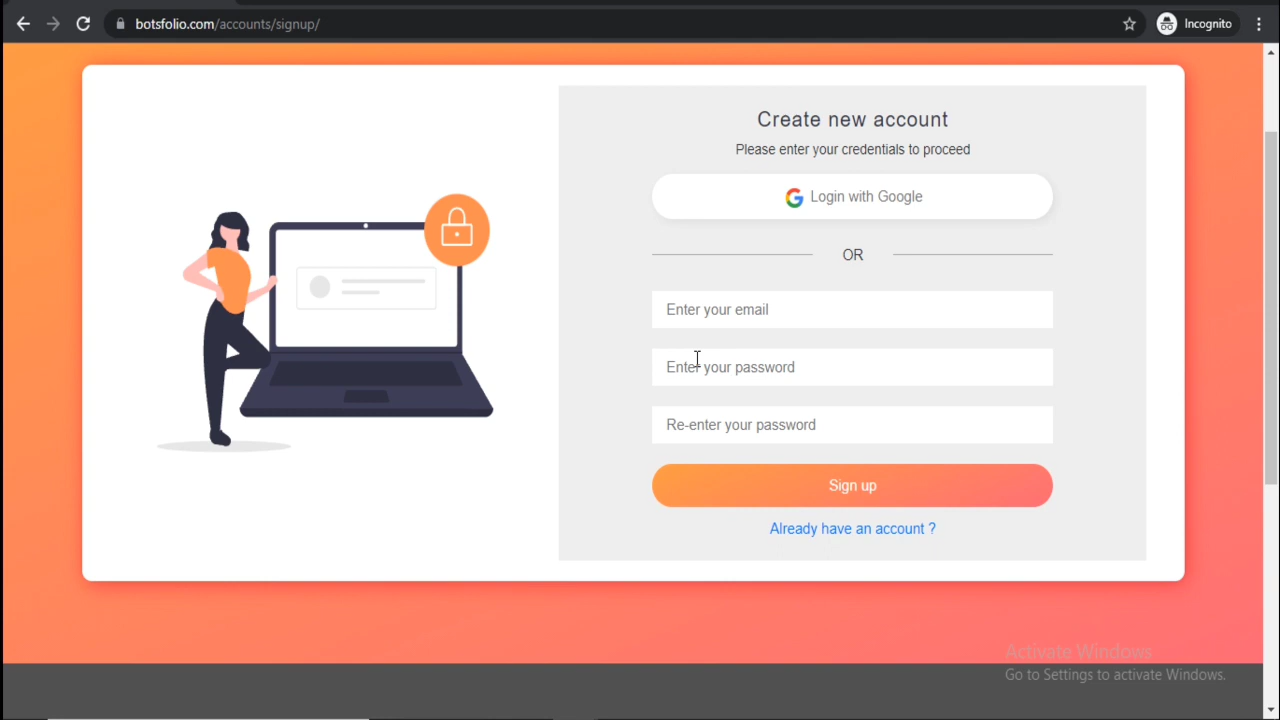 botsfolio.com/accounts/signup/
Incognito
Create new account
Please enter your credentials to proceed
Login with Google
OR
Enter your email
Enter your password
Re-enter your password
Sign up
Already have an account ?
Activate Windows
Go to Settings to activate Windows.